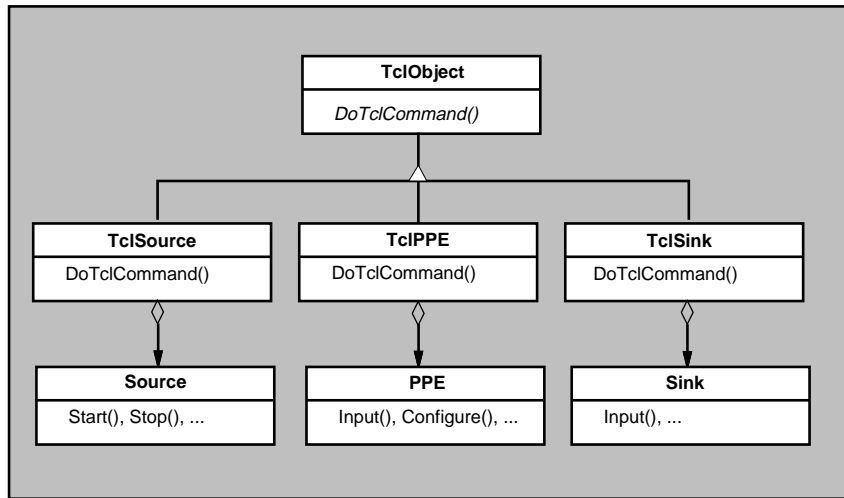 TclObject
DoTclCommand()
TclSource
DoTclCommand()
TclPPE
DoTclCommand()
TclSink
DoTclCommand()
Source
Start(), Stop(), ...
PPE
Input(), Configure(), ...
Sink
Input(), ...